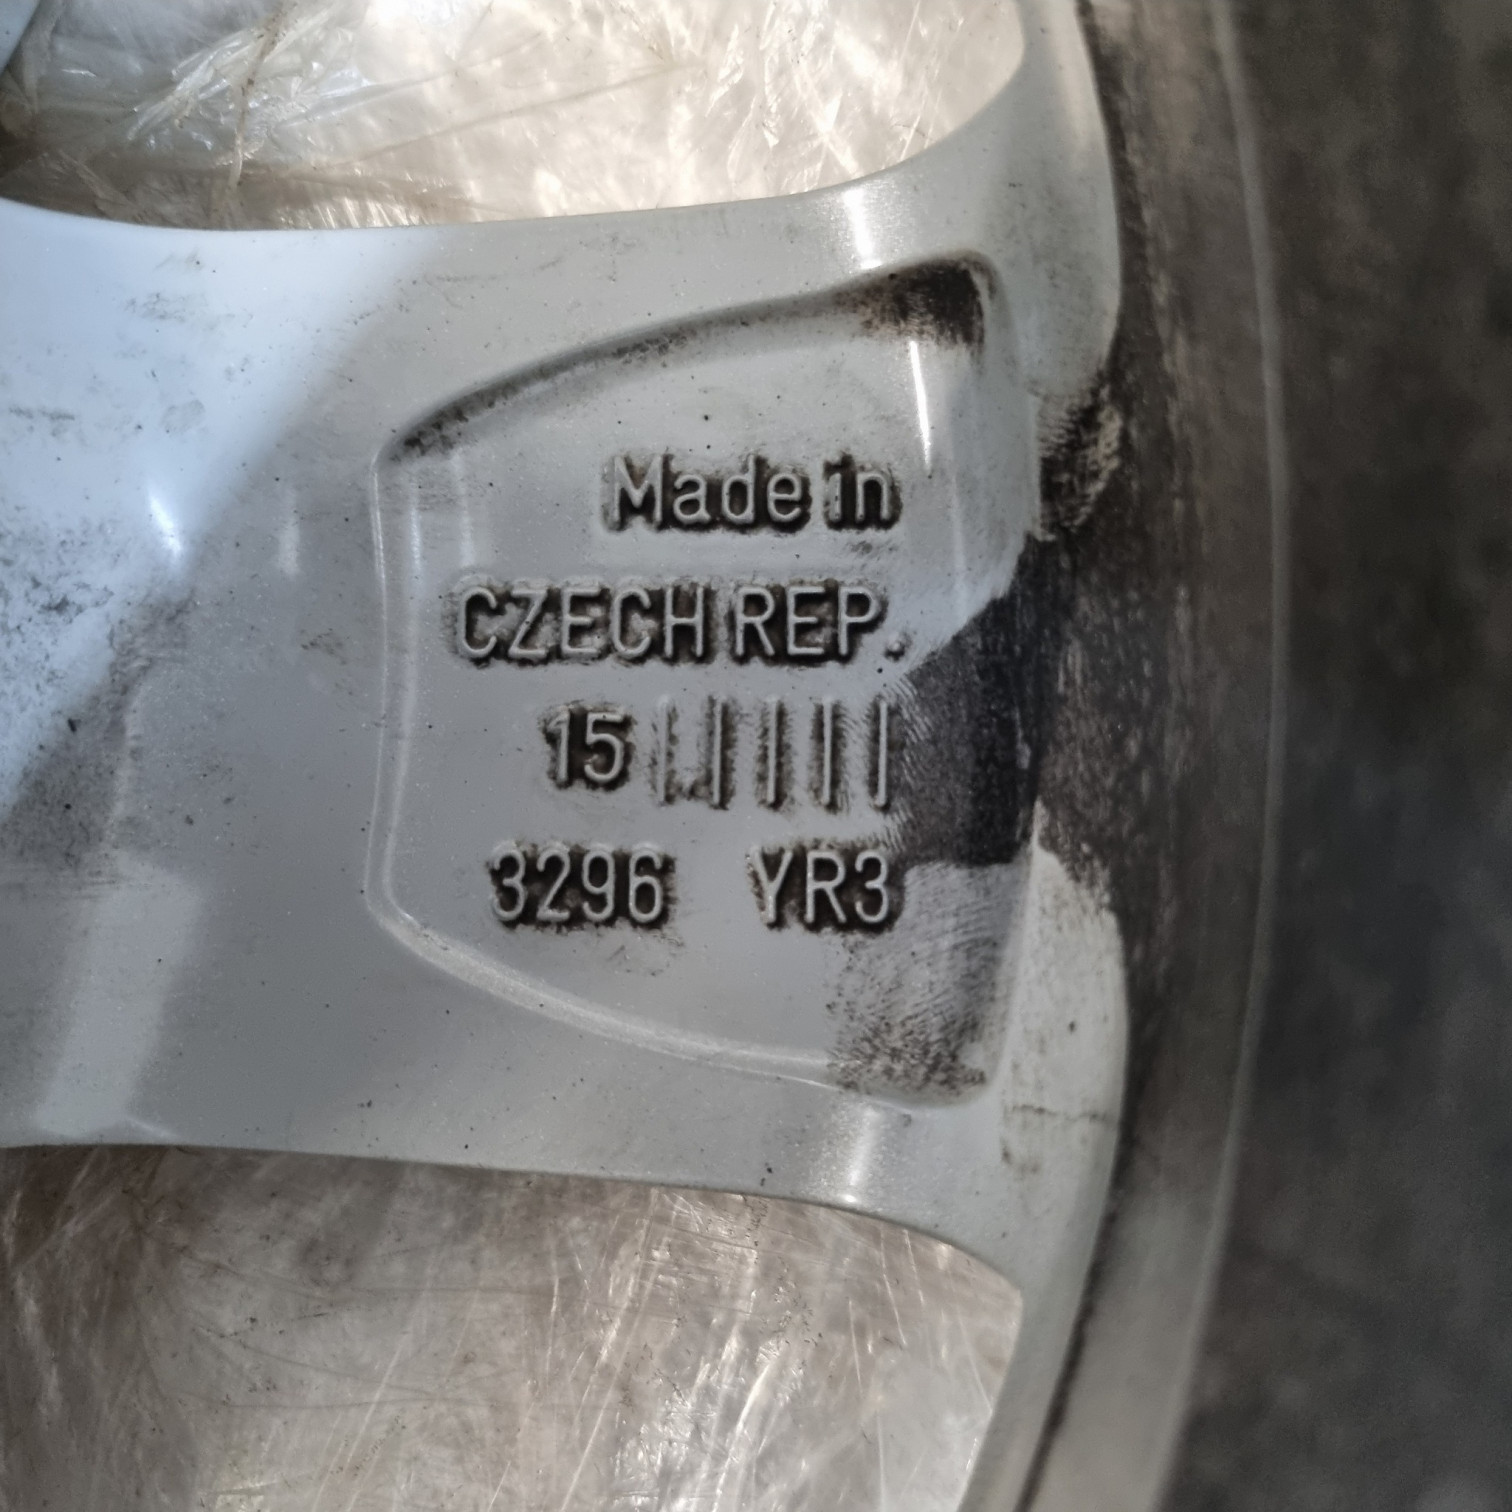 Made in
CZECH REP.
15 | | | | |
3296 YR3